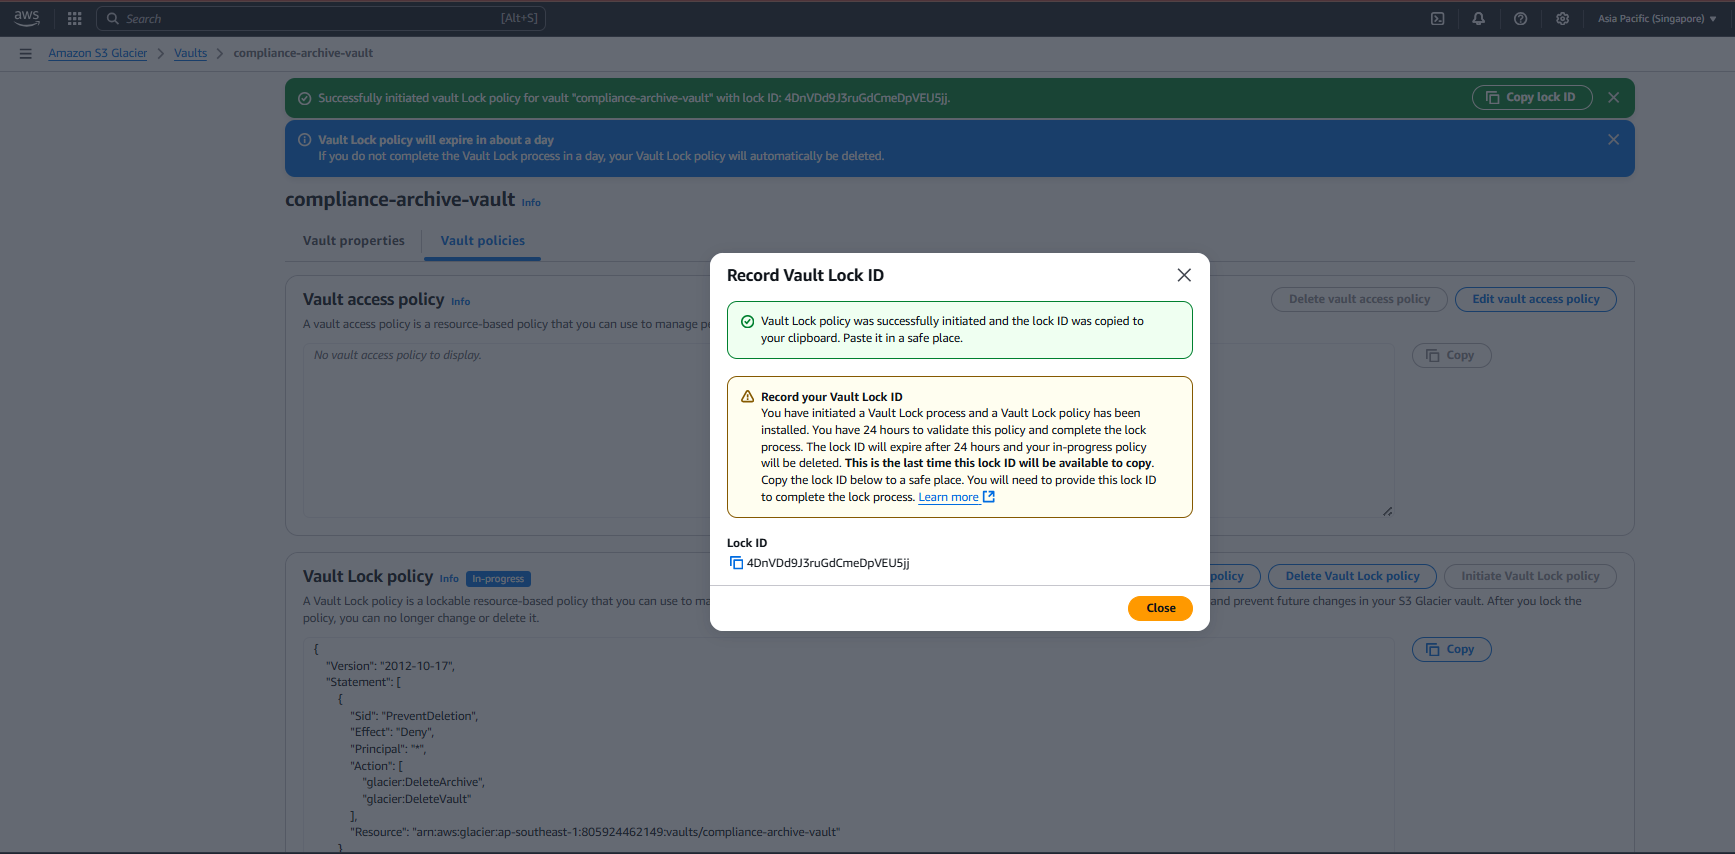 aws
Search
[Alt+S]
Asia Pacific (Singapore)
Amazon S3 Glacier
Vaults
compliance-archive-vault
Successfully initiated vault Lock policy for vault "compliance-archive-vault" with lock ID: 4DnVDd9J3ruGdCmeDpVEU5jj.
Copy lock ID
Vault Lock policy will expire in about a day
If you do not complete the Vault Lock process in a day, your Vault Lock policy will automatically be deleted.
compliance-archive-vault Info
Vault properties
Vault policies
Vault access policy Info
Delete vault access policy
Edit vault access policy
A vault access policy is a resource-based policy that you can use to manage
No vault access policy to display.
Copy
Record Vault Lock ID
Vault Lock policy was successfully initiated and the lock ID was copied to
your clipboard. Paste it in a safe place.
Record your Vault Lock ID
You have initiated a Vault Lock process and a Vault Lock policy has been
installed. You have 24 hours to validate this policy and complete the lock
process. The lock ID will expire after 24 hours and your in-progress policy
will be deleted. This is the last time this lock ID will be available to copy.
Copy the lock ID below to a safe place. You will need to provide this lock ID
to complete the lock process. Learn more
Lock ID
4DnVDd9J3ruGdCmeDpVEU5jj
Close
Vault Lock policy Info In-progress
policy
Delete Vault Lock policy
Initiate Vault Lock policy
A Vault Lock policy is a lockable resource-based policy that you can use to and prevent future changes in your S3 Glacier vault. After you lock the
policy, you can no longer change or delete it.
Copy
{
"Version": "2012-10-17",
"Statement": [
{
"Sid": "PreventDeletion",
"Effect": "Deny",
"Principal": "*",
"Action": [
"glacier:DeleteArchive",
"glacier:DeleteVault"
],
"Resource": "arn:aws:glacier:ap-southeast-1:805924462149:vaults/compliance-archive-vault"
}